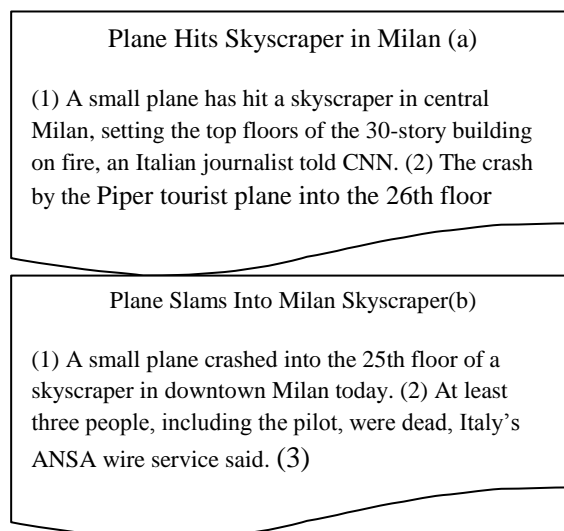 Plane Hits Skyscraper in Milan (a)
(1) A small plane has hit a skyscraper in central
Milan, setting the top floors of the 30-story building
on fire, an Italian journalist told CNN. (2) The crash
by the Piper tourist plane into the 26th floor
Plane Slams Into Milan Skyscraper(b)
(1) A small plane crashed into the 25th floor of a
skyscraper in downtown Milan today. (2) At least
three people, including the pilot, were dead, Italy’s
ANSA wire service said. (3)